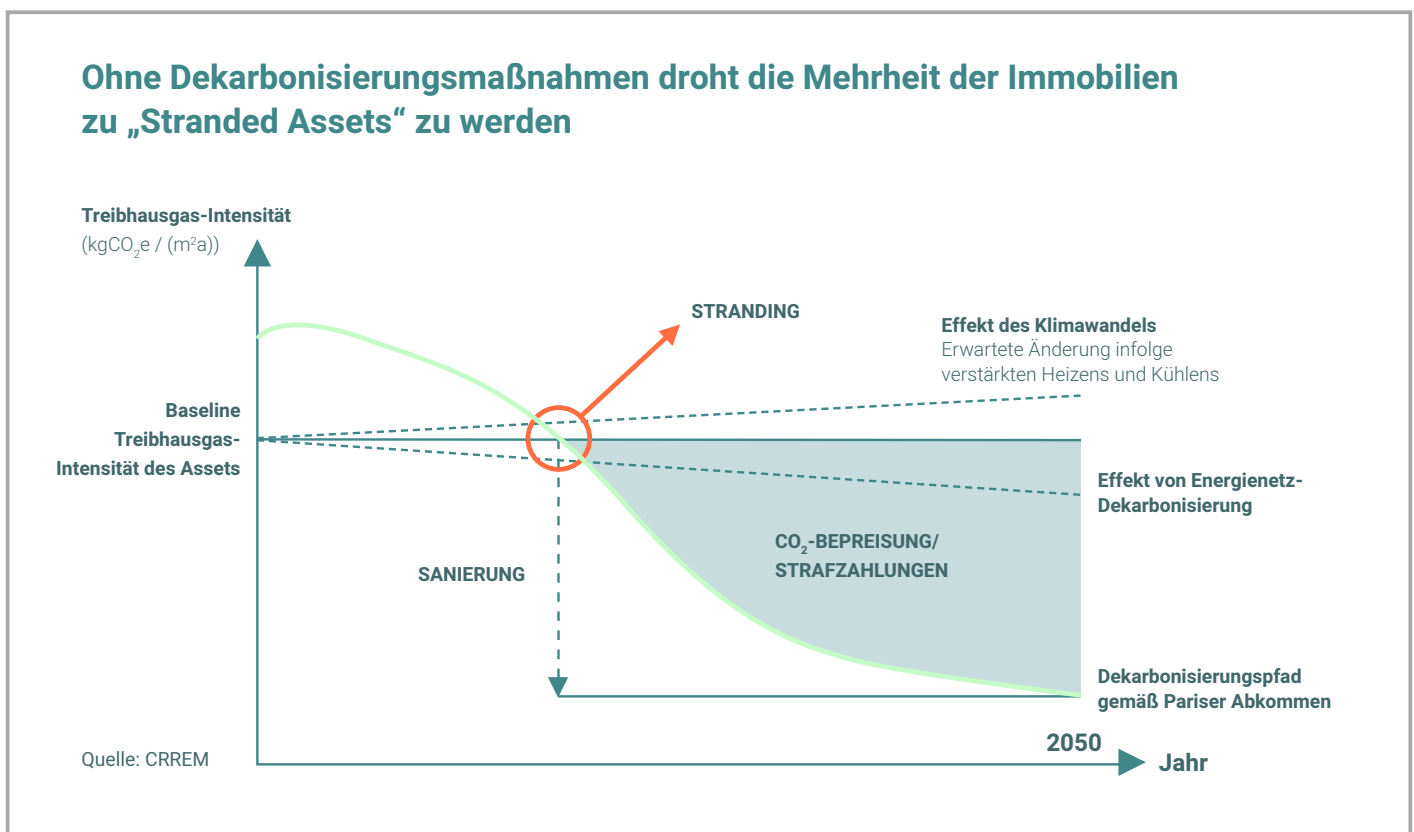 Ohne Dekarbonisierungsmaßnahmen droht die Mehrheit der Immobilien
zu „Stranded Assets“ zu werden
Treibhausgas-Intensität
(kgCO₂e / (m²a))
STRANDING
Effekt des Klimawandels
Erwartete Änderung infolge
verstärkten Heizens und Kühlens
Baseline
Treibhausgas-
Intensität des Assets
Effekt von Energienetz-
Dekarbonisierung
CO₂-BEPREISUNG/
STRAFZAHLUNGEN
SANIERUNG
Dekarbonisierungspfad
gemäß Pariser Abkommen
2050
Jahr
Quelle: CRREM